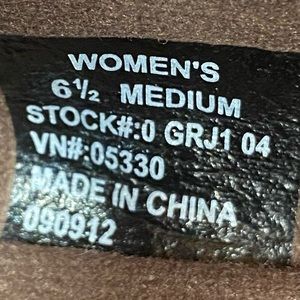 WOMEN'S
6½ MEDIUM
STOCK#:0 GRJ1 04
VN#:05330
MADE IN CHINA
090912